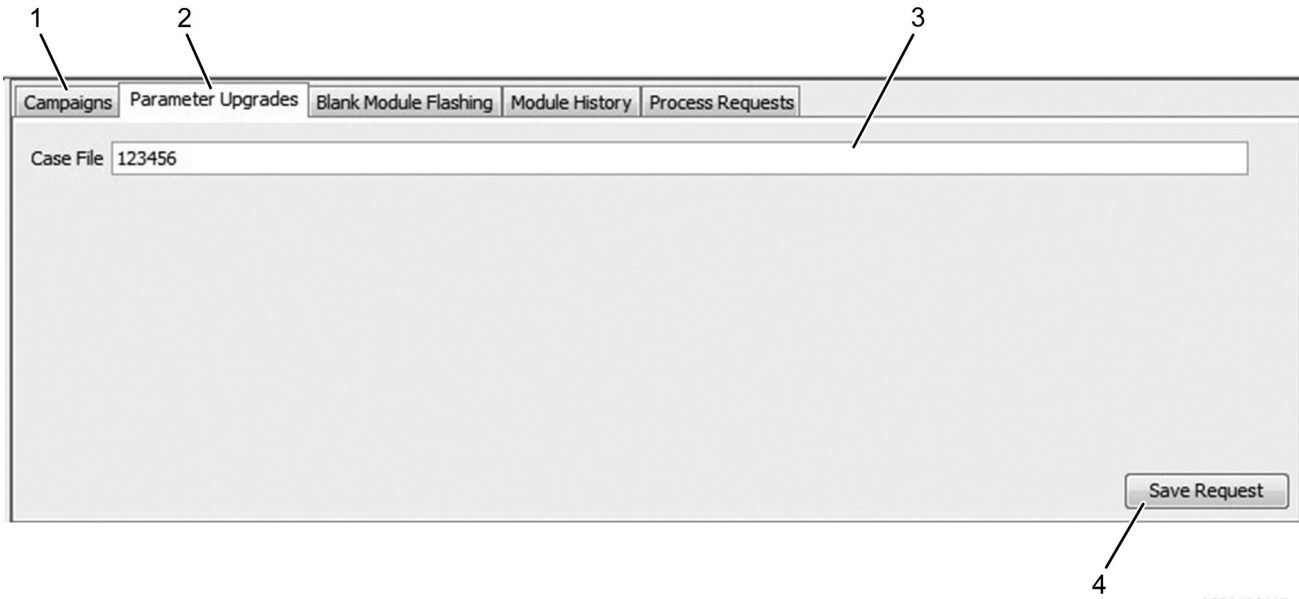 1 2 3
Campaigns Parameter Upgrades Blank Module Flashing Module History Process Requests
Case File 123456
Save Request
4